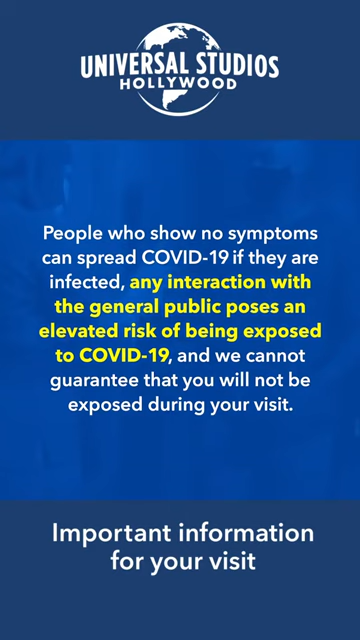 UNIVERSAL STUDIOS
HOLLYWOOD
People who show no symptoms
can spread COVID-19 if they are
infected, any interaction with
the general public poses an
elevated risk of being exposed
to COVID-19, and we cannot
guarantee that you will not be
exposed during your visit.
Important information
for your visit